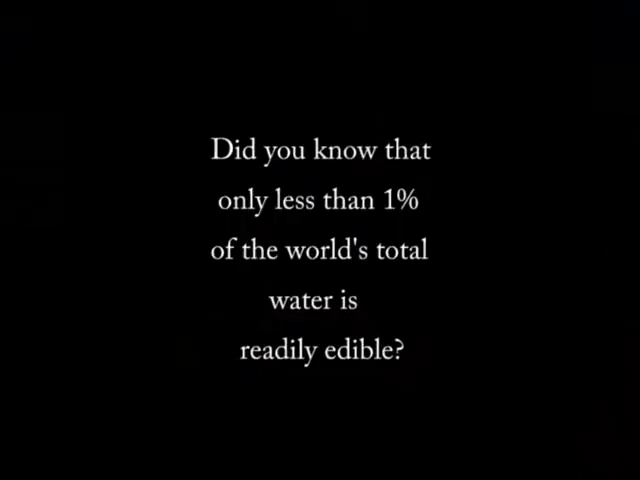 Did you know that
only less than 1%
of the world's total
water is
readily edible?